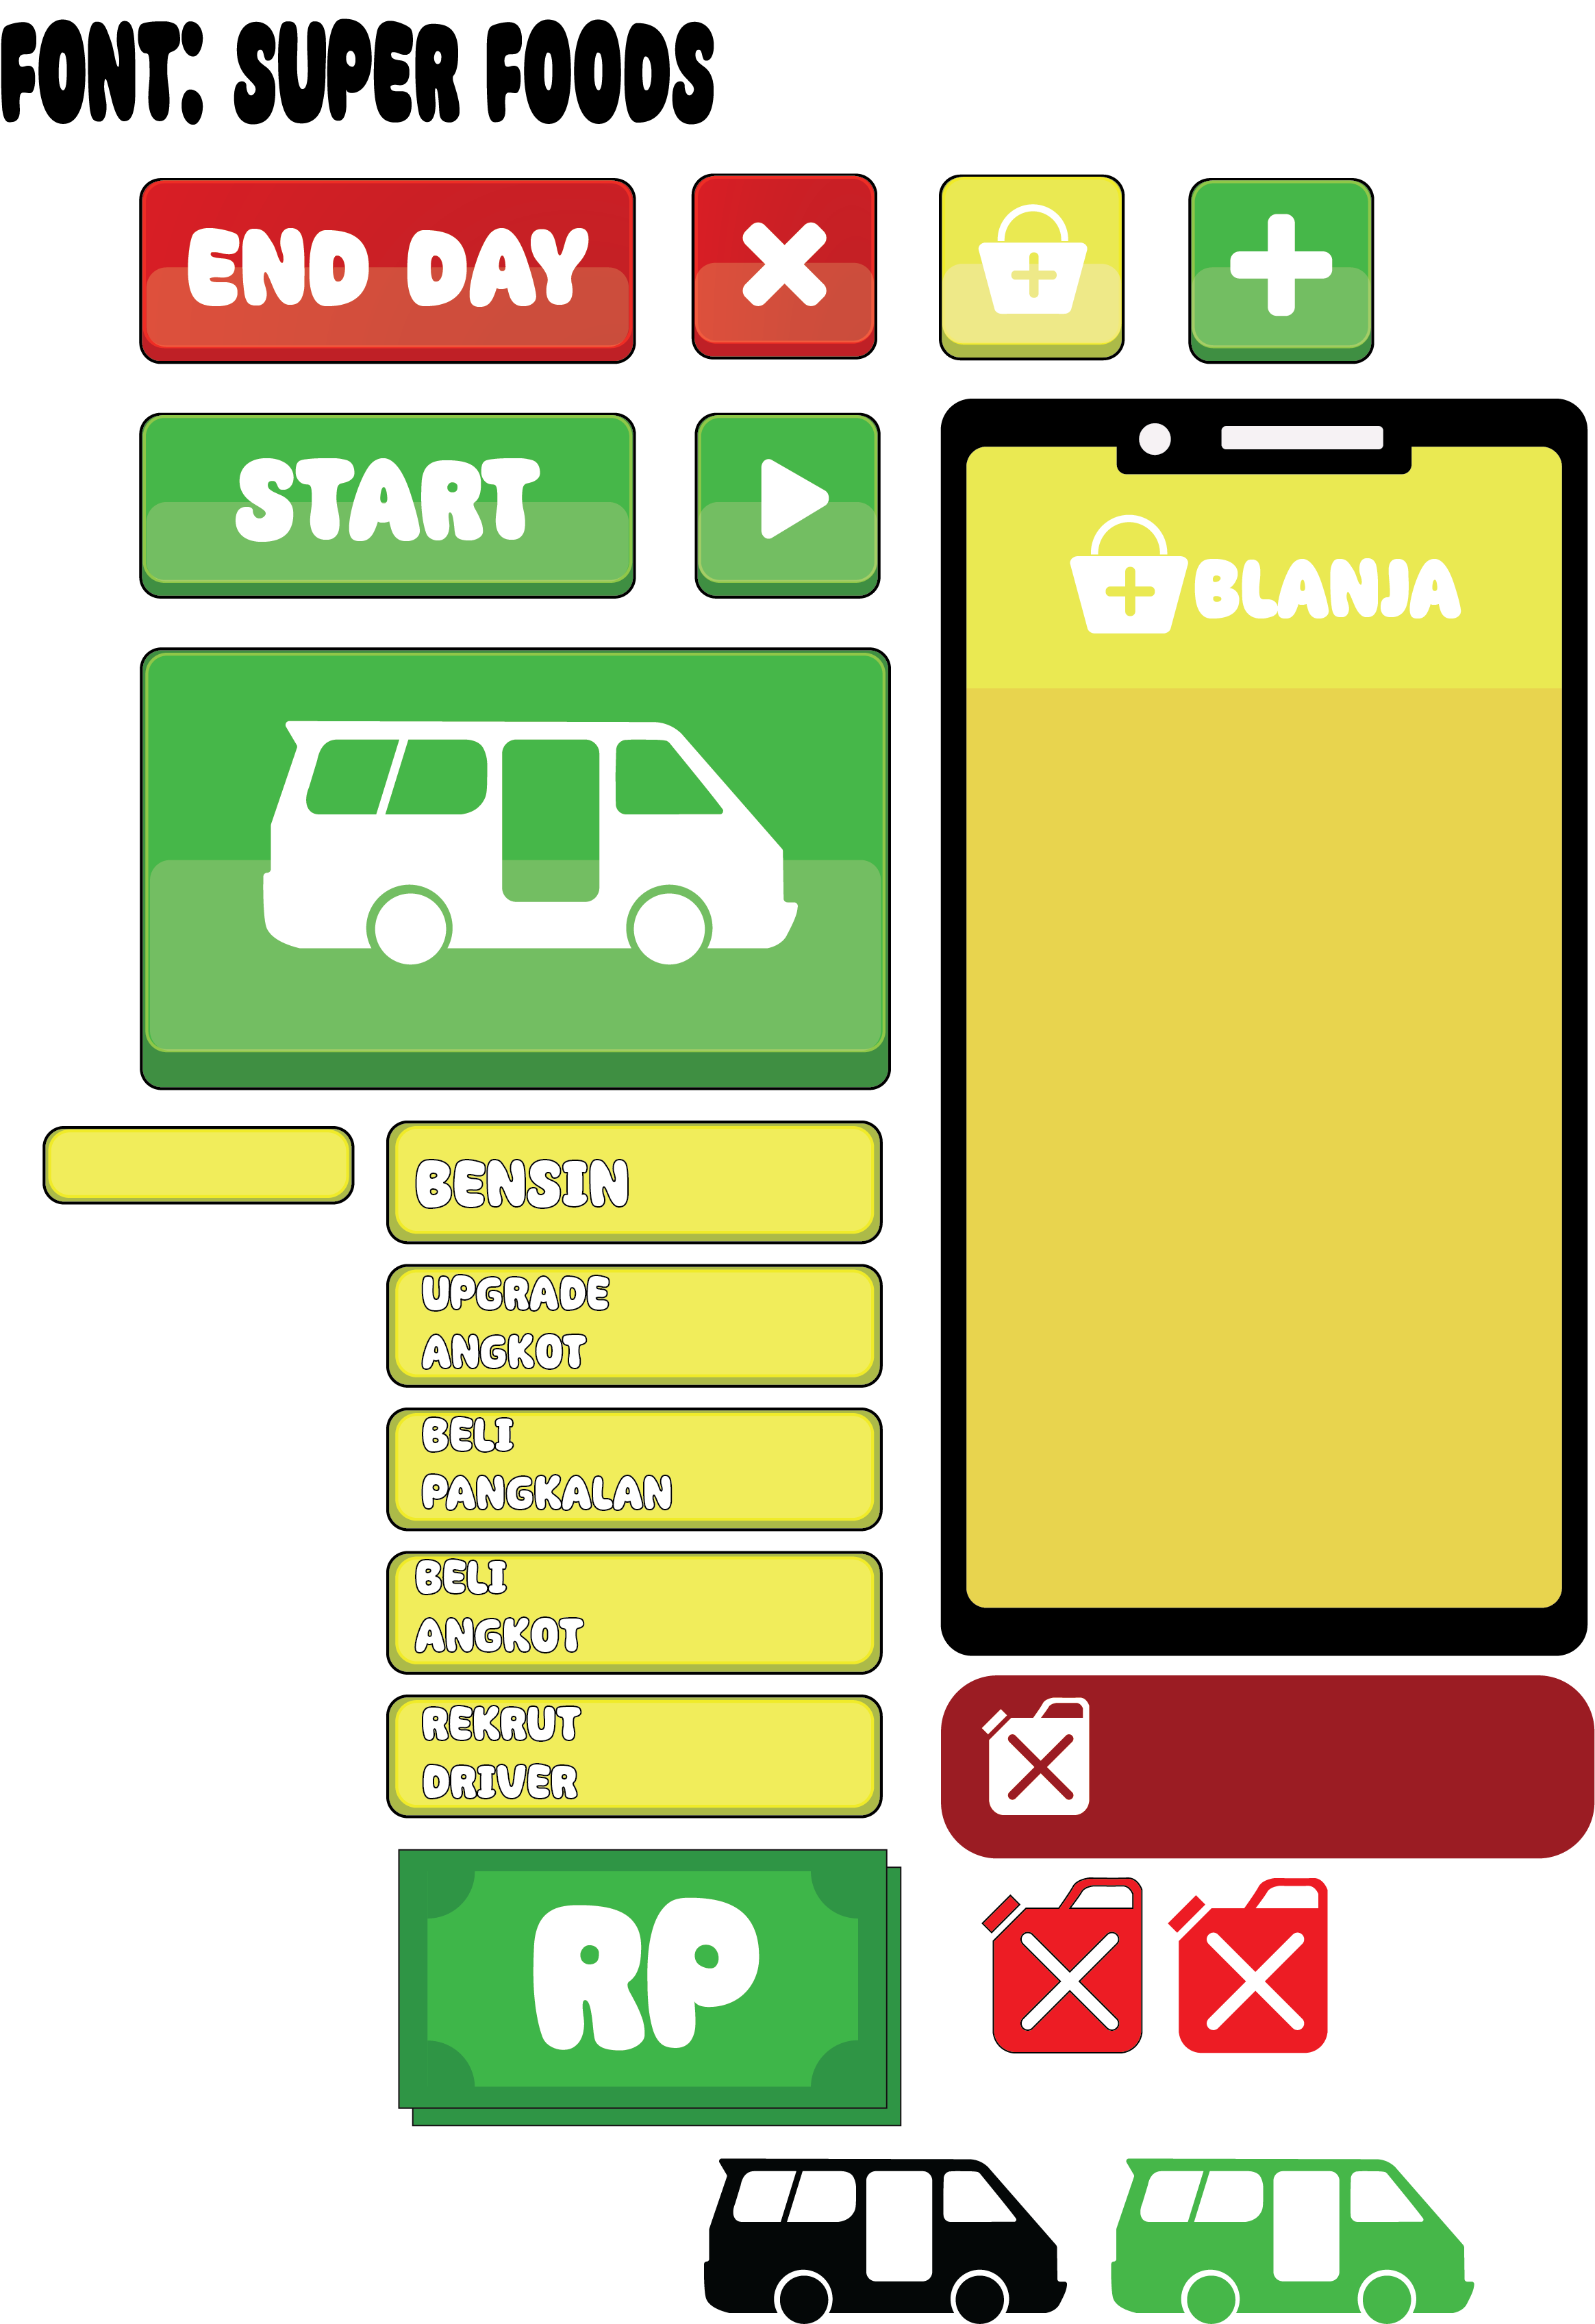 FONT: SUPER FOODS
END DAY
START
BLANJA
BENSIN
UPGRADE
ANGKOT
BELI
PANGKALAN
BELI
ANGKOT
REKRUT
DRIVER
RP